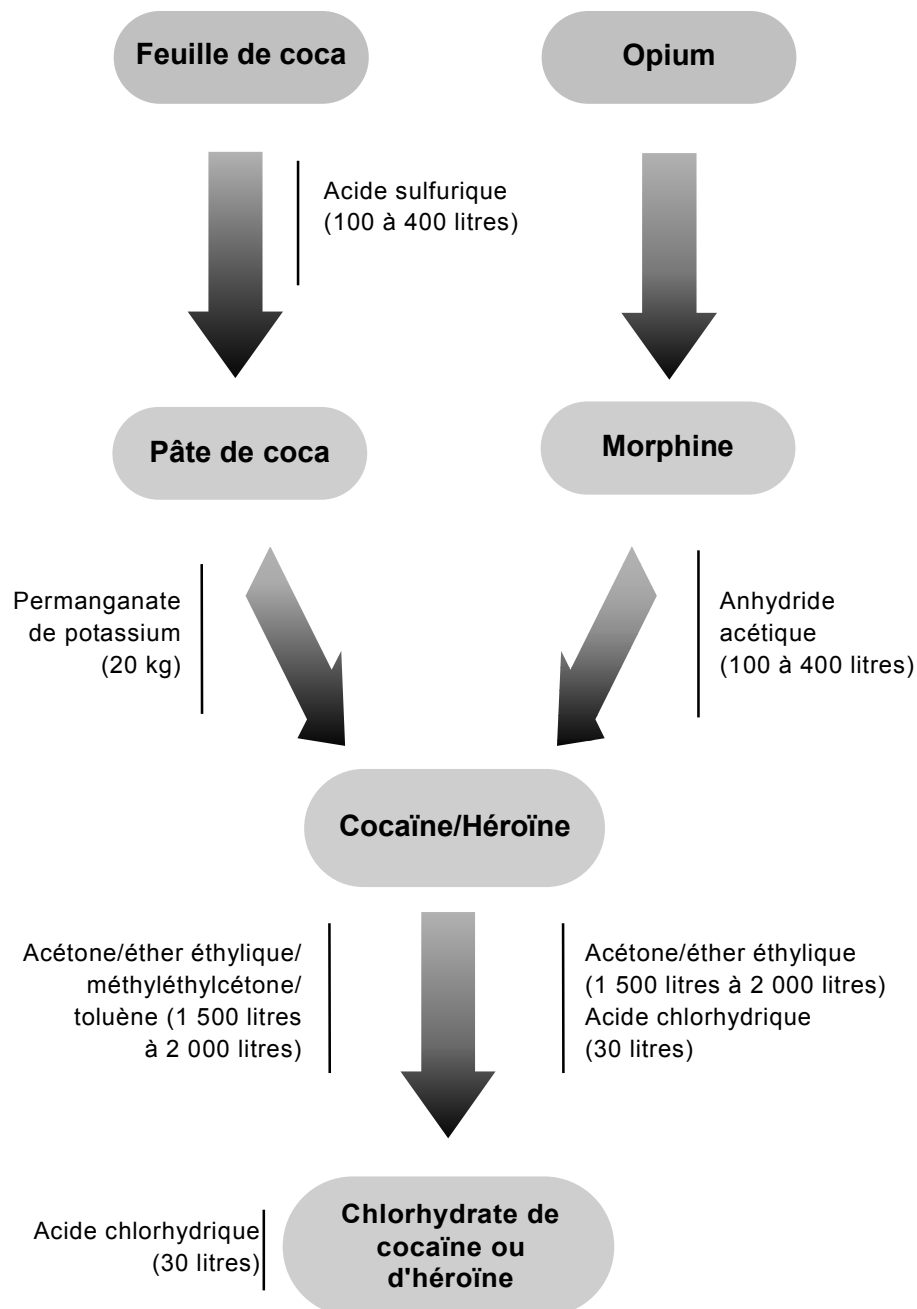 Feuille de coca
Opium
Acide sulfurique
(100 à 400 litres)
Pâte de coca
Morphine
Permanganate
de potassium
(20 kg)
Anhydride
acétique
(100 à 400 litres)
Cocaïne/Héroïne
Acétone/éther éthylique/
méthyléthylcétone/
toluène (1 500 litres
à 2 000 litres)
Acétone/éther éthylique
(1 500 litres à 2 000 litres)
Acide chlorhydrique
(30 litres)
Acide chlorhydrique
(30 litres)
Chlorhydrate de
cocaïne ou
d'héroïne